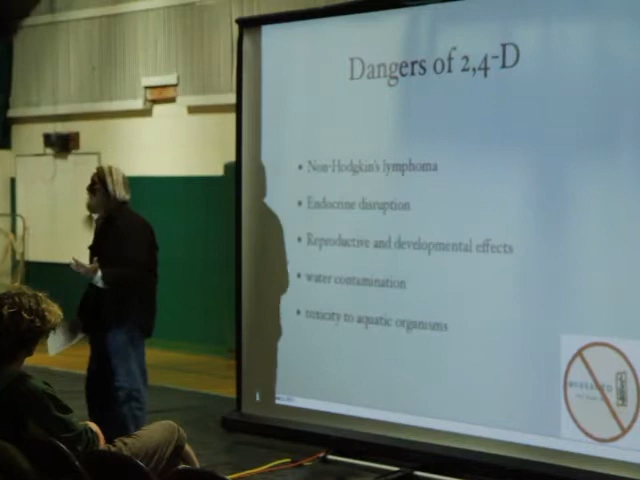 Dangers of 2,4-D
• Non-Hodgkin's lymphoma
• Endocrine disruption
• Reproductive and developmental effects
• water contamination
• toxicity to aquatic organisms